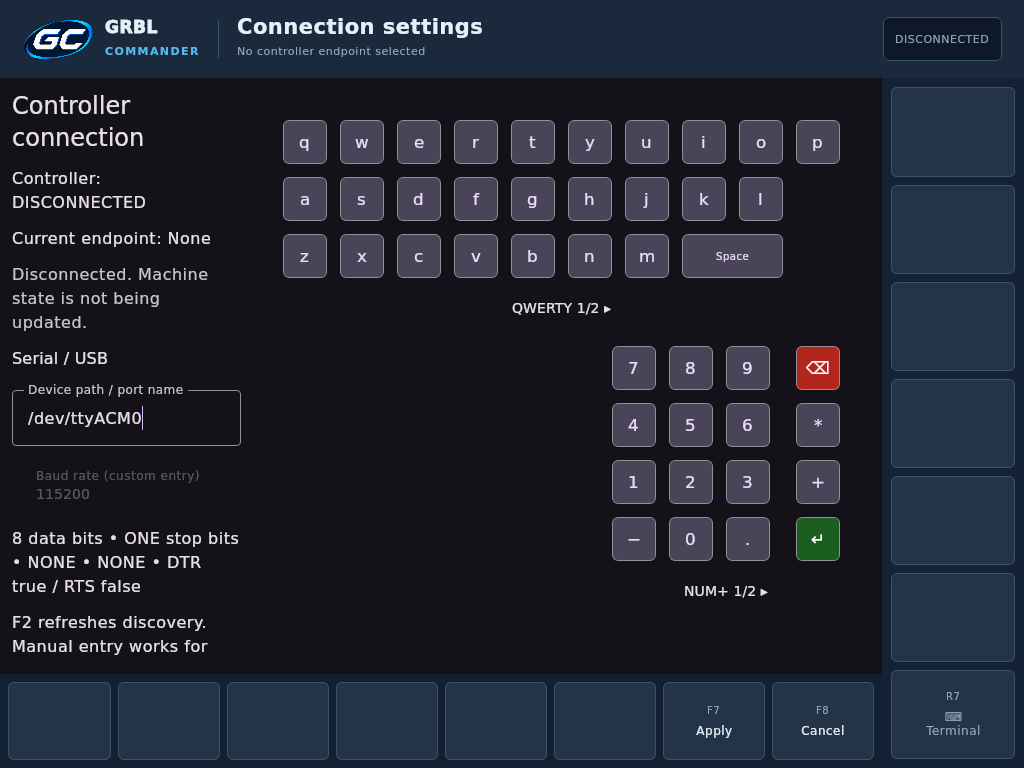 GC
GRBL
COMMANDER
Connection settings
No controller endpoint selected
DISCONNECTED
Controller
connection
Controller:
DISCONNECTED
Current endpoint: None
Disconnected. Machine
state is not being
updated.
Serial / USB
Device path / port name
/dev/ttyACM0
Baud rate (custom entry)
115200
8 data bits • ONE stop bits
• NONE • NONE • DTR
true / RTS false
F2 refreshes discovery.
Manual entry works for
q w e r t y u i o p
a s d f g h j k l
z x c v b n m Space
QWERTY 1/2 ▸
7 8 9 ⌫
4 5 6 *
1 2 3 +
− 0 . ↵
NUM+ 1/2 ▸
F7
Apply
F8
Cancel
R7
⌨
Terminal